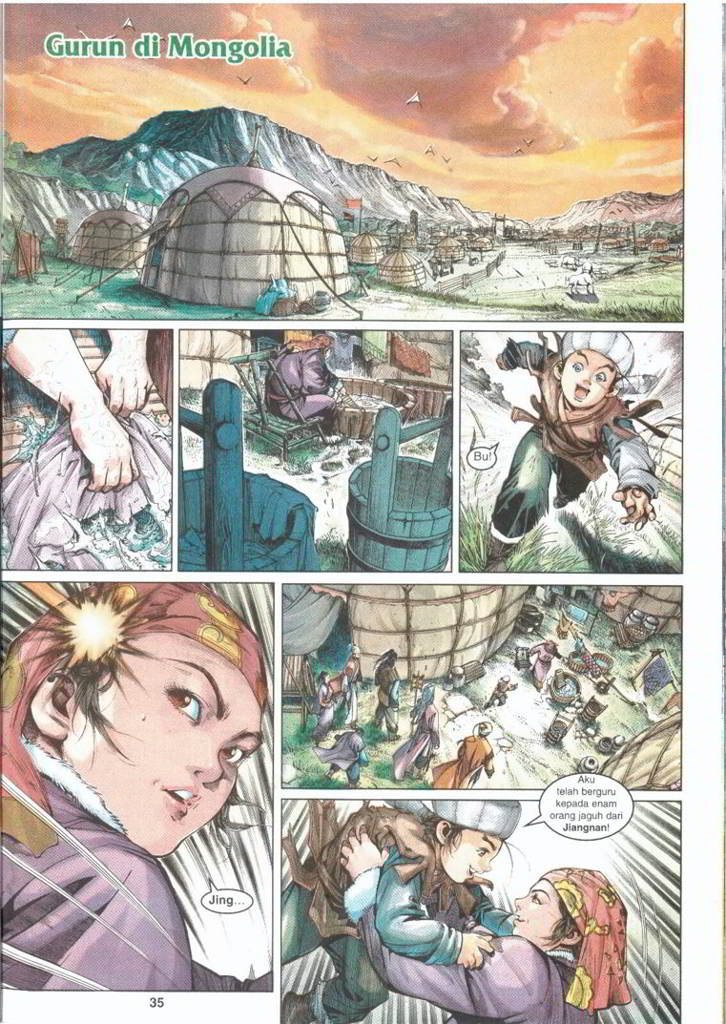 Gurun di Mongolia
Bu!
Jing...
Aku
telah berguru
kepada enam
orang jaguh dari
Jiangnan!
35